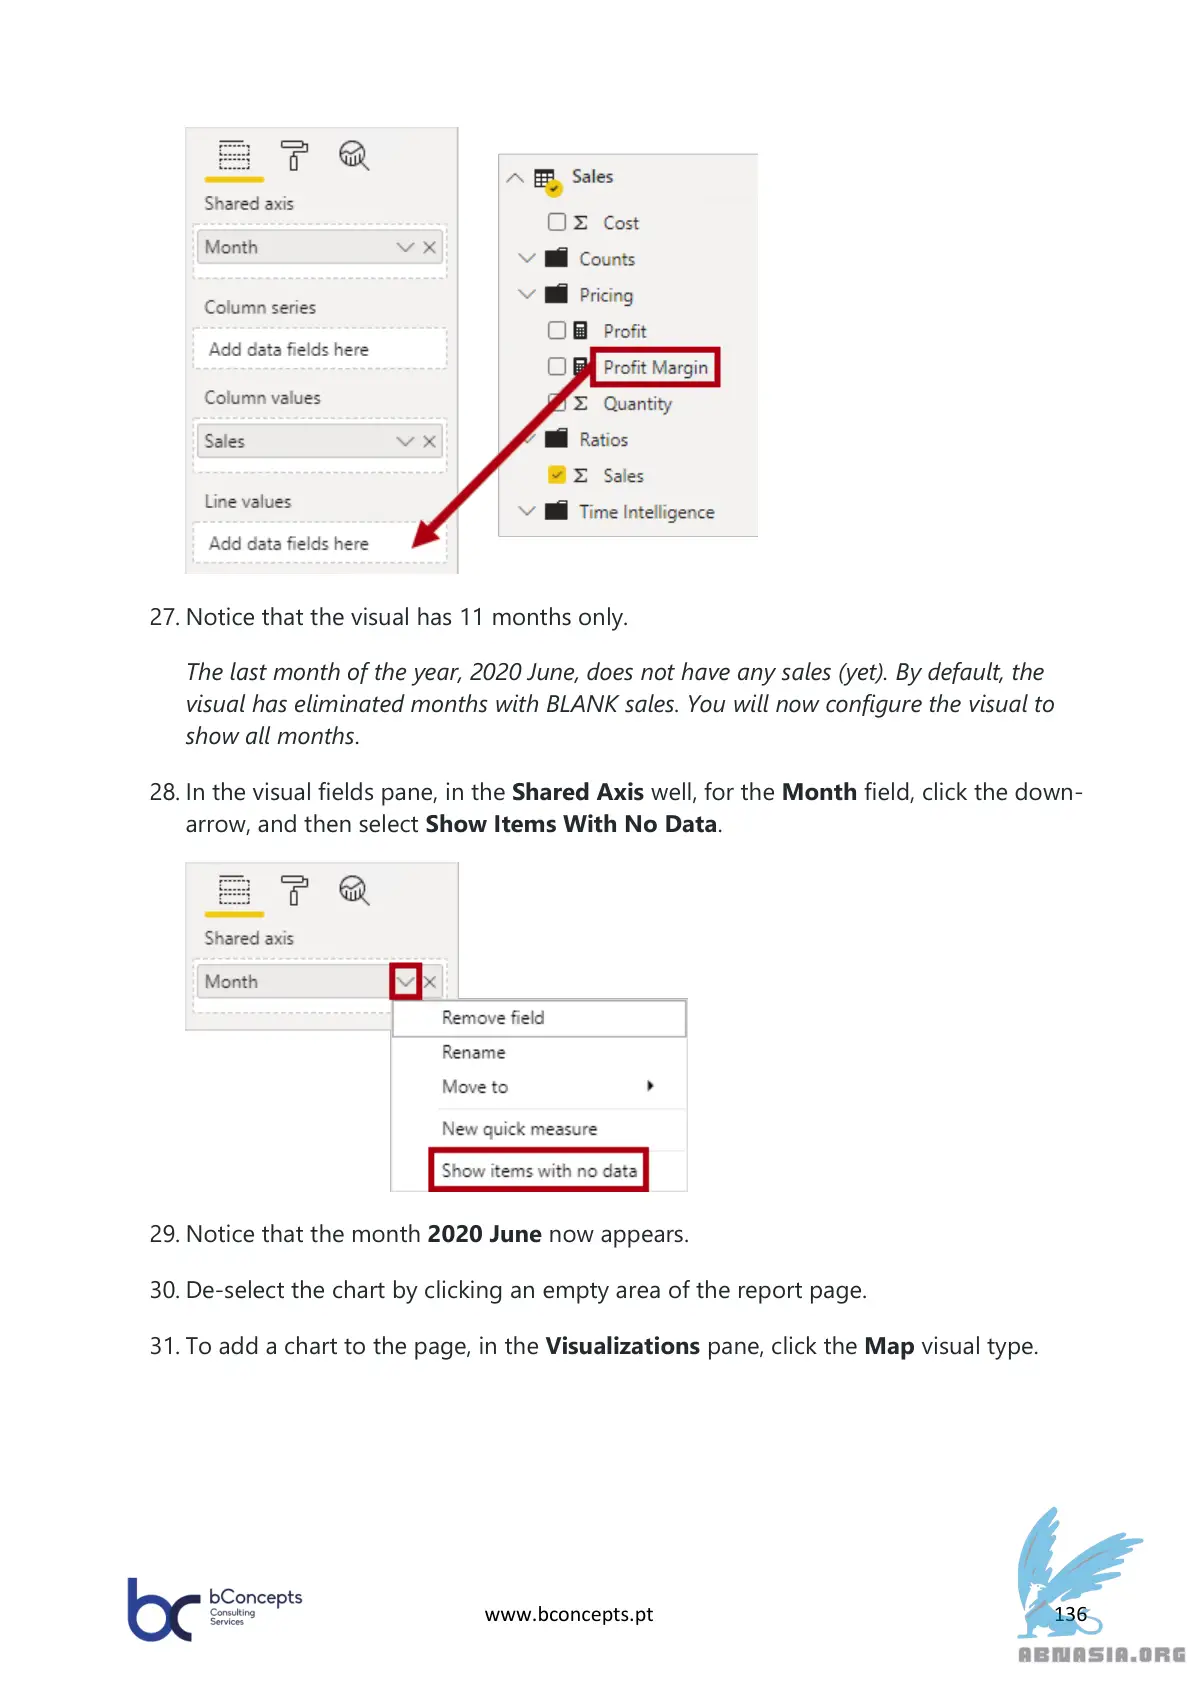 Shared axis
Month
Column series
Add data fields here
Column values
Sales
Line values
Add data fields here
Sales
Cost
Counts
Pricing
Profit
Profit Margin
Quantity
Ratios
Sales
Time Intelligence
27. Notice that the visual has 11 months only.
The last month of the year, 2020 June, does not have any sales (yet). By default, the
visual has eliminated months with BLANK sales. You will now configure the visual to
show all months.
28. In the visual fields pane, in the Shared Axis well, for the Month field, click the down-
arrow, and then select Show Items With No Data.
Shared axis
Month
Remove field
Rename
Move to
New quick measure
Show items with no data
29. Notice that the month 2020 June now appears.
30. De-select the chart by clicking an empty area of the report page.
31. To add a chart to the page, in the Visualizations pane, click the Map visual type.
bc bConcepts
Consulting
Services
www.bconcepts.pt
136
ABNASIA.ORG